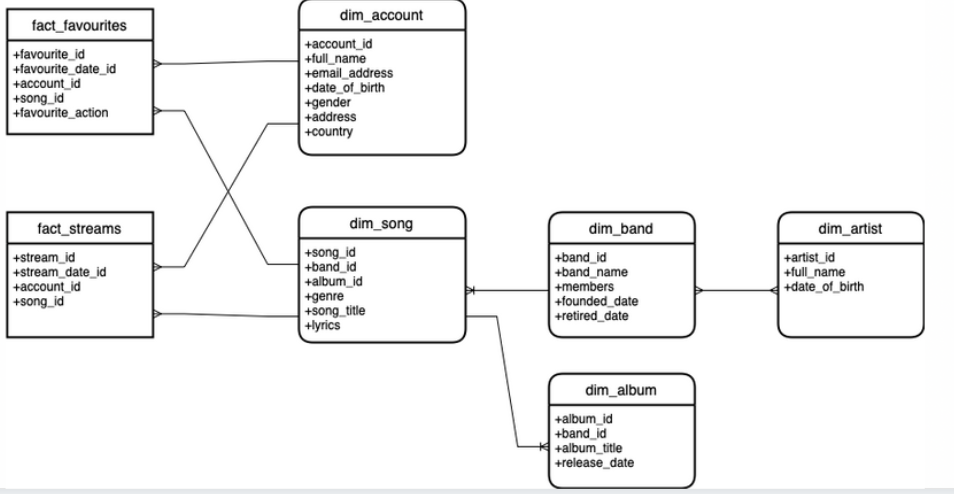 fact_favourites
+favourite_id
+favourite_date_id
+account_id
+song_id
+favourite_action
dim_account
+account_id
+full_name
+email_address
+date_of_birth
+gender
+address
+country
fact_streams
+stream_id
+stream_date_id
+account_id
+song_id
dim_song
+song_id
+band_id
+album_id
+genre
+song_title
+lyrics
dim_band
+band_id
+band_name
+members
+founded_date
+retired_date
dim_artist
+artist_id
+full_name
+date_of_birth
dim_album
+album_id
+band_id
+album_title
+release_date